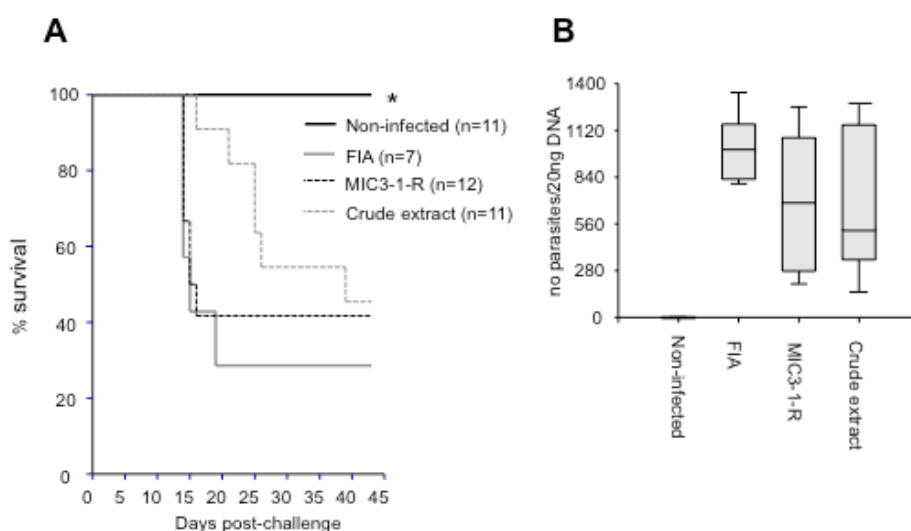 A
% survival
100
80
60
40
20
0
0 5 10 15 20 25 30 35 40 45
Days post-challenge
*
Non-infected (n=11)
FIA (n=7)
MIC3-1-R (n=12)
Crude extract (n=11)
B
no parasites/20ng DNA
1400
1120
840
560
280
0
Non-infected
FIA
MIC3-1-R
Crude extract